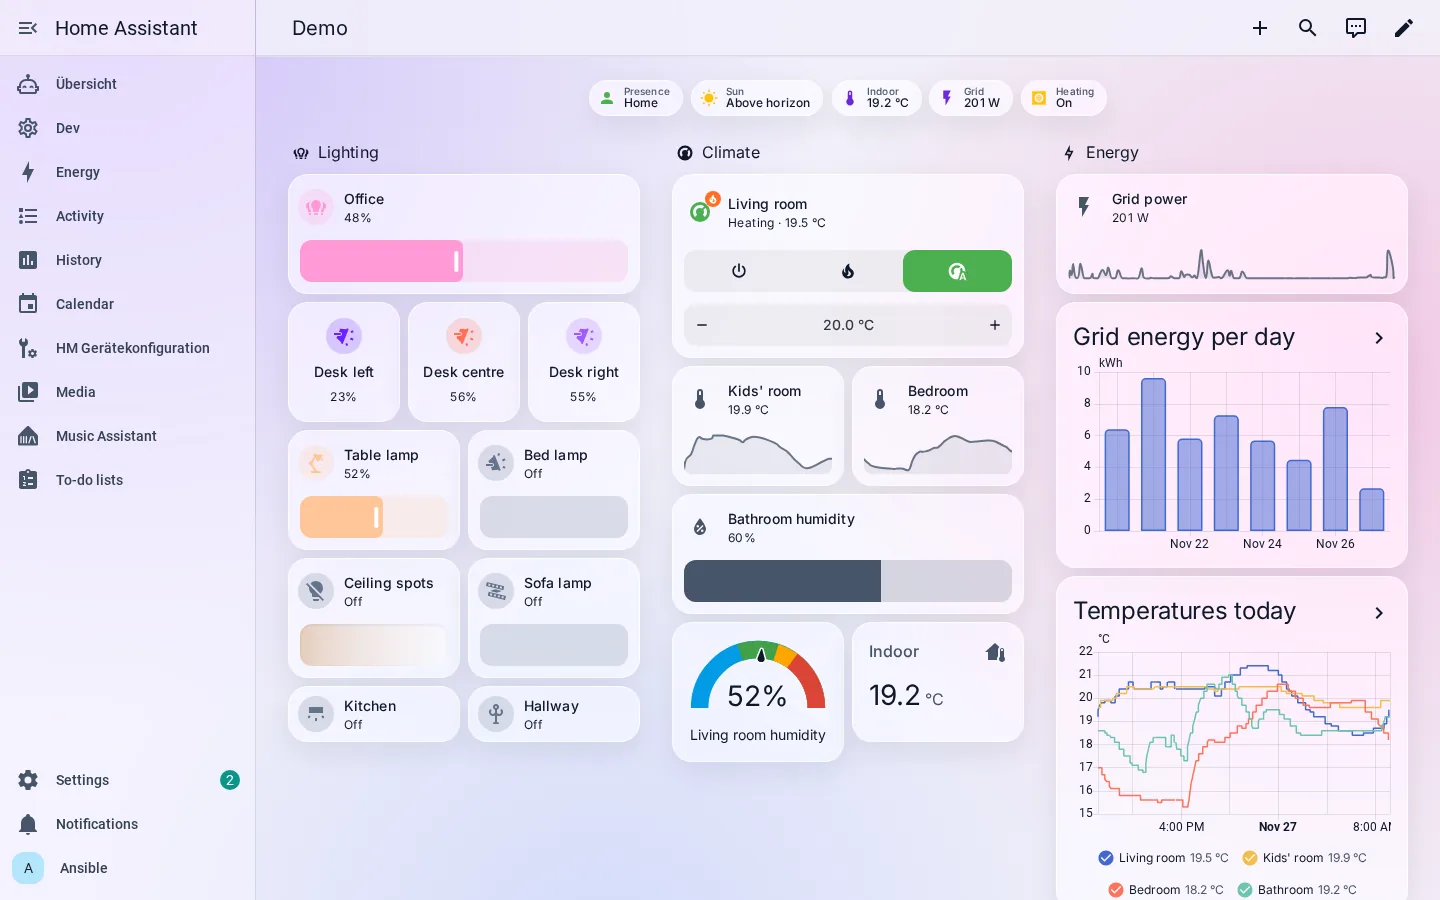 Home Assistant
Demo
Übersicht
Dev
Energy
Activity
History
Calendar
HM Gerätekonfiguration
Media
Music Assistant
To-do lists
Settings
2
Notifications
A
Ansible
Presence
Home
Sun
Above horizon
Indoor
19.2 °C
Grid
201 W
Heating
On
Lighting
Office
48%
Desk left
23%
Desk centre
56%
Desk right
55%
Table lamp
52%
Bed lamp
Off
Ceiling spots
Off
Sofa lamp
Off
Kitchen
Off
Hallway
Off
Climate
Living room
Heating · 19.5 °C
20.0 °C
Kids' room
19.9 °C
Bedroom
18.2 °C
Bathroom humidity
60%
52%
Living room humidity
Indoor
19.2 °C
Energy
Grid power
201 W
Grid energy per day
kWh
10
8
6
4
2
0
Nov 22 Nov 24 Nov 26
Temperatures today
°C
22
21
20
19
18
17
16
15
4:00 PM Nov 27 8:00 AM
Living room 19.5 °C Kids' room 19.9 °C
Bedroom 18.2 °C Bathroom 19.2 °C